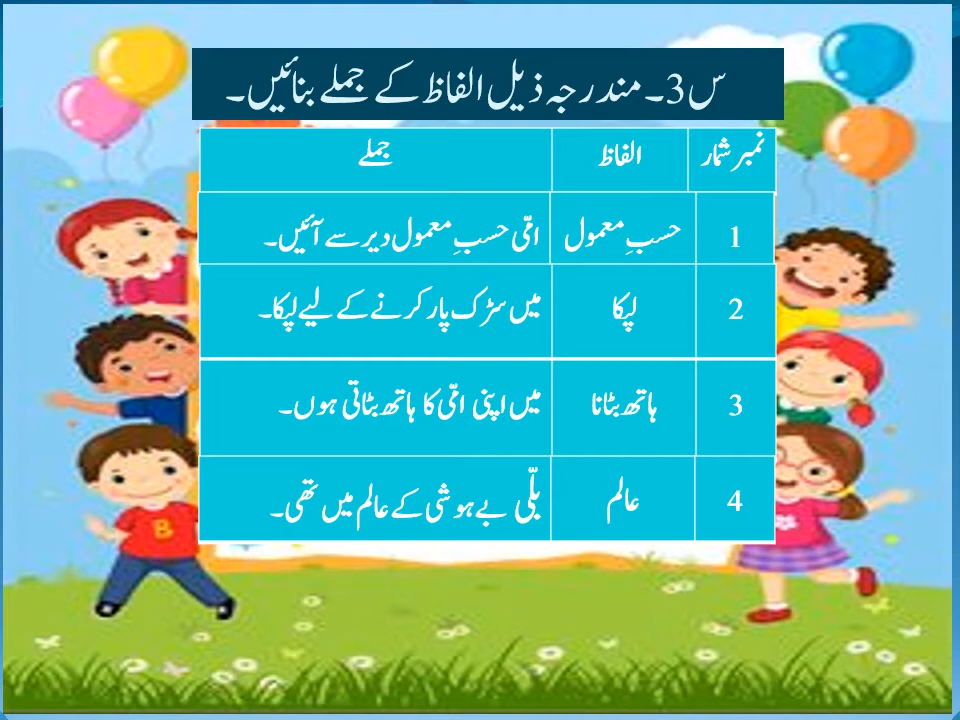 س3۔ مندرجہ ذیل الفاظ کے جملے بنائیں۔
نمبر شمار الفاظ جملے
1 حسبِ معمول امّی حسبِ معمول دیر سے آئیں۔
2 لپکا میں سڑک پار کرنے کے لیے لپکا۔
3 ہاتھ بٹانا میں اپنی امّی کا ہاتھ بٹاتی ہوں۔
4 عالم بلّی بے ہوشی کے عالم میں تھی۔
B